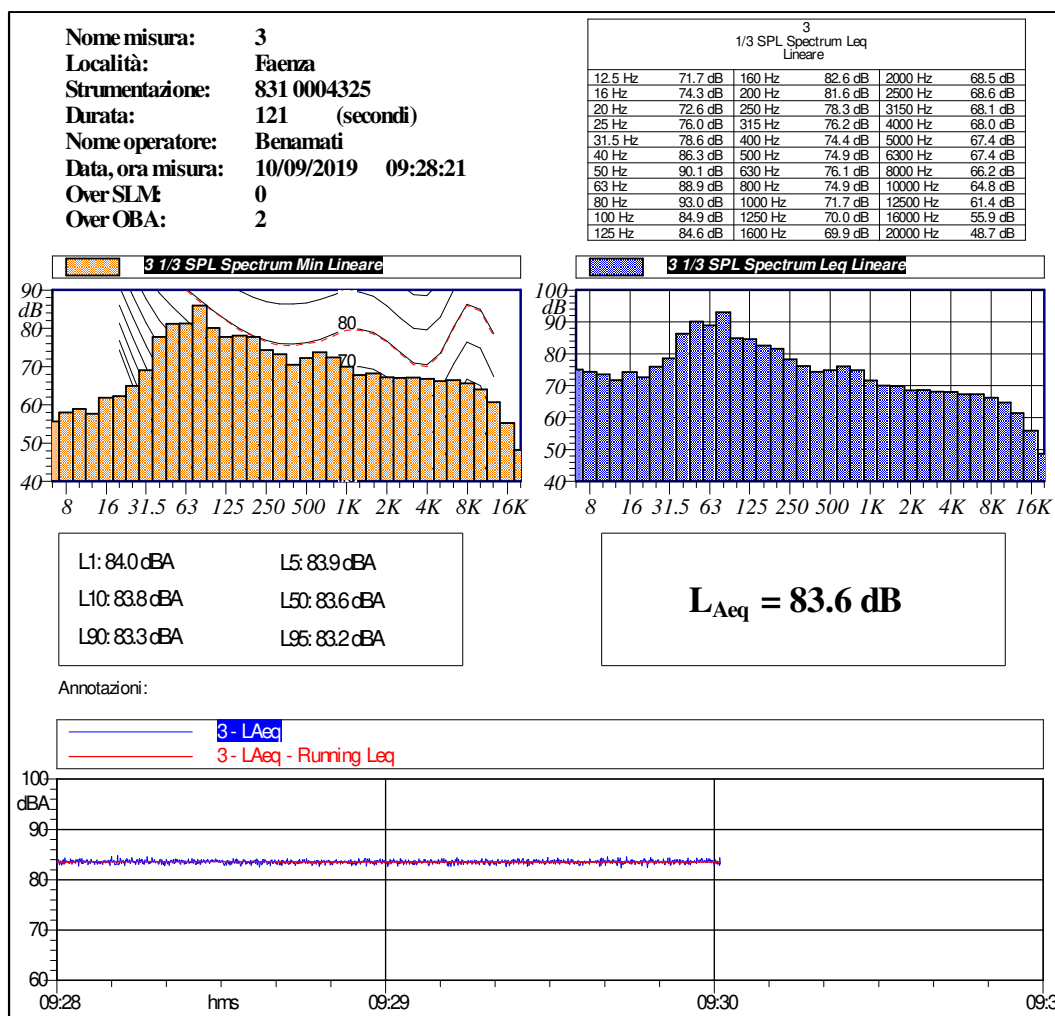 Nome misura: 3
Località: Faenza
Strumentazione: 831 0004325
Durata: 121 (secondi)
Nome operatore: Benamati
Data, ora misura: 10/09/2019 09:28:21
Over SLM: 0
Over OBA: 2
3
1/3 SPL Spectrum Leq
Lineare
12.5 Hz 71.7 dB 160 Hz 82.6 dB 2000 Hz 68.5 dB
16 Hz 74.3 dB 200 Hz 81.6 dB 2500 Hz 68.6 dB
20 Hz 72.6 dB 250 Hz 78.3 dB 3150 Hz 68.1 dB
25 Hz 76.0 dB 315 Hz 76.2 dB 4000 Hz 68.0 dB
31.5 Hz 78.6 dB 400 Hz 74.4 dB 5000 Hz 67.4 dB
40 Hz 86.3 dB 500 Hz 74.9 dB 6300 Hz 67.4 dB
50 Hz 90.1 dB 630 Hz 76.1 dB 8000 Hz 66.2 dB
63 Hz 88.9 dB 800 Hz 74.9 dB 10000 Hz 64.8 dB
80 Hz 93.0 dB 1000 Hz 71.7 dB 12500 Hz 61.4 dB
100 Hz 84.9 dB 1250 Hz 70.0 dB 16000 Hz 55.9 dB
125 Hz 84.6 dB 1600 Hz 69.9 dB 20000 Hz 48.7 dB
3 1/3 SPL Spectrum Min Lineare
90
dB
80
70
60
50
40
80
70
8 16 31.5 63 125 250 500 1K 2K 4K 8K 16K
3 1/3 SPL Spectrum Leq Lineare
100
dB
90
80
70
60
50
40
8 16 31.5 63 125 250 500 1K 2K 4K 8K 16K
L1: 84.0 dBA L5: 83.9 dBA
L10: 83.8 dBA L50: 83.6 dBA
L90: 83.3 dBA L95: 83.2 dBA
LAeq = 83.6 dB
Annotazioni:
3 - LAeq
3 - LAeq - Running Leq
100
dBA
90
80
70
60
09:28 hms 09:29 09:30 09:3